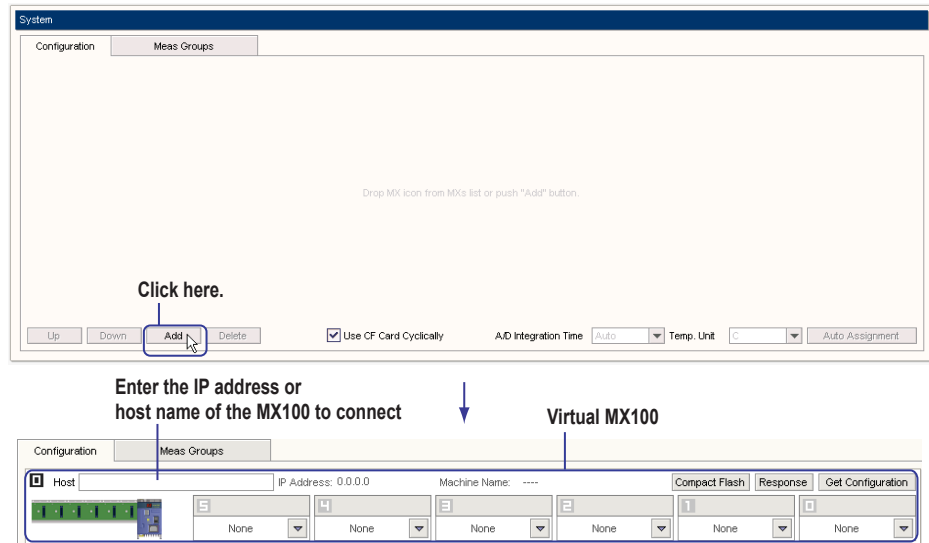 System
Configuration Meas Groups
Drop MX icon from MXs list or push "Add" button.
Click here.
Up Down Add Delete Use CF Card Cyclically A/D Integration Time Auto Temp. Unit C Auto Assignment
Enter the IP address or
host name of the MX100 to connect
Virtual MX100
Configuration Meas Groups
0 Host IP Address: 0.0.0.0 Machine Name: ---- Compact Flash Response Get Configuration
5 4 3 2 1 0
None None None None None None